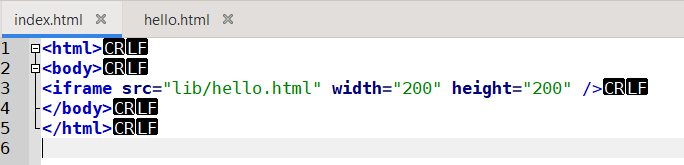 index.html hello.html
1 <html>CRLF
2 <body>CRLF
3 <iframe src="lib/hello.html" width="200" height="200" />CRLF
4 </body>CRLF
5 </html>CRLF
6